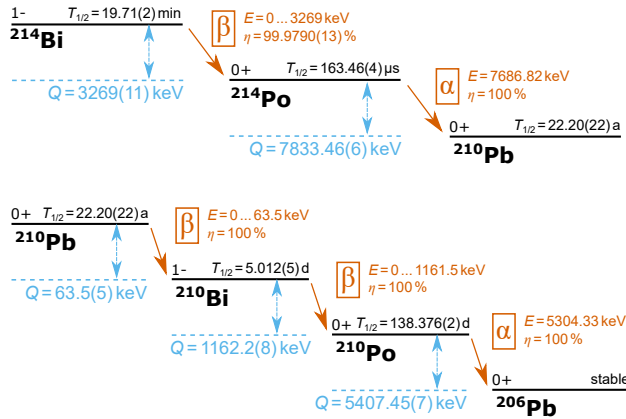 1- T1/2 = 19.71(2) min
214Bi
Q = 3269(11) keV
β E = 0 ... 3269 keV
η = 99.9790(13) %
0+ T1/2 = 163.46(4) µs
214Po
Q = 7833.46(6) keV
α E = 7686.82 keV
η = 100 %
0+ T1/2 = 22.20(22) a
210Pb
0+ T1/2 = 22.20(22) a
210Pb
Q = 63.5(5) keV
β E = 0 ... 63.5 keV
η = 100 %
1- T1/2 = 5.012(5) d
210Bi
Q = 1162.2(8) keV
β E = 0 ... 1161.5 keV
η = 100 %
0+ T1/2 = 138.376(2) d
210Po
Q = 5407.45(7) keV
α E = 5304.33 keV
η = 100 %
0+ stable
206Pb